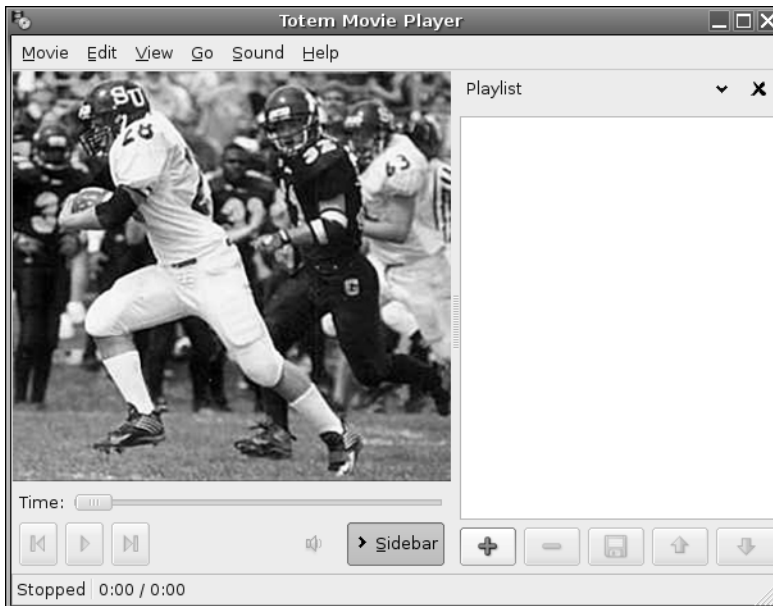 Totem Movie Player
Movie Edit View Go Sound Help
Playlist
SU
28
32
3
G
Time:
Sidebar
Stopped 0:00 / 0:00